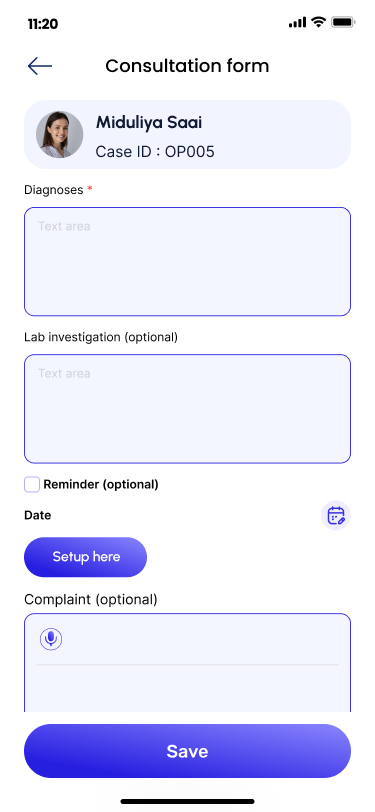 11:20
Consultation form
Miduliya Saai
Case ID : OP005
Diagnoses *
Text area
Lab investigation (optional)
Text area
Reminder (optional)
Date
Setup here
Complaint (optional)
Save